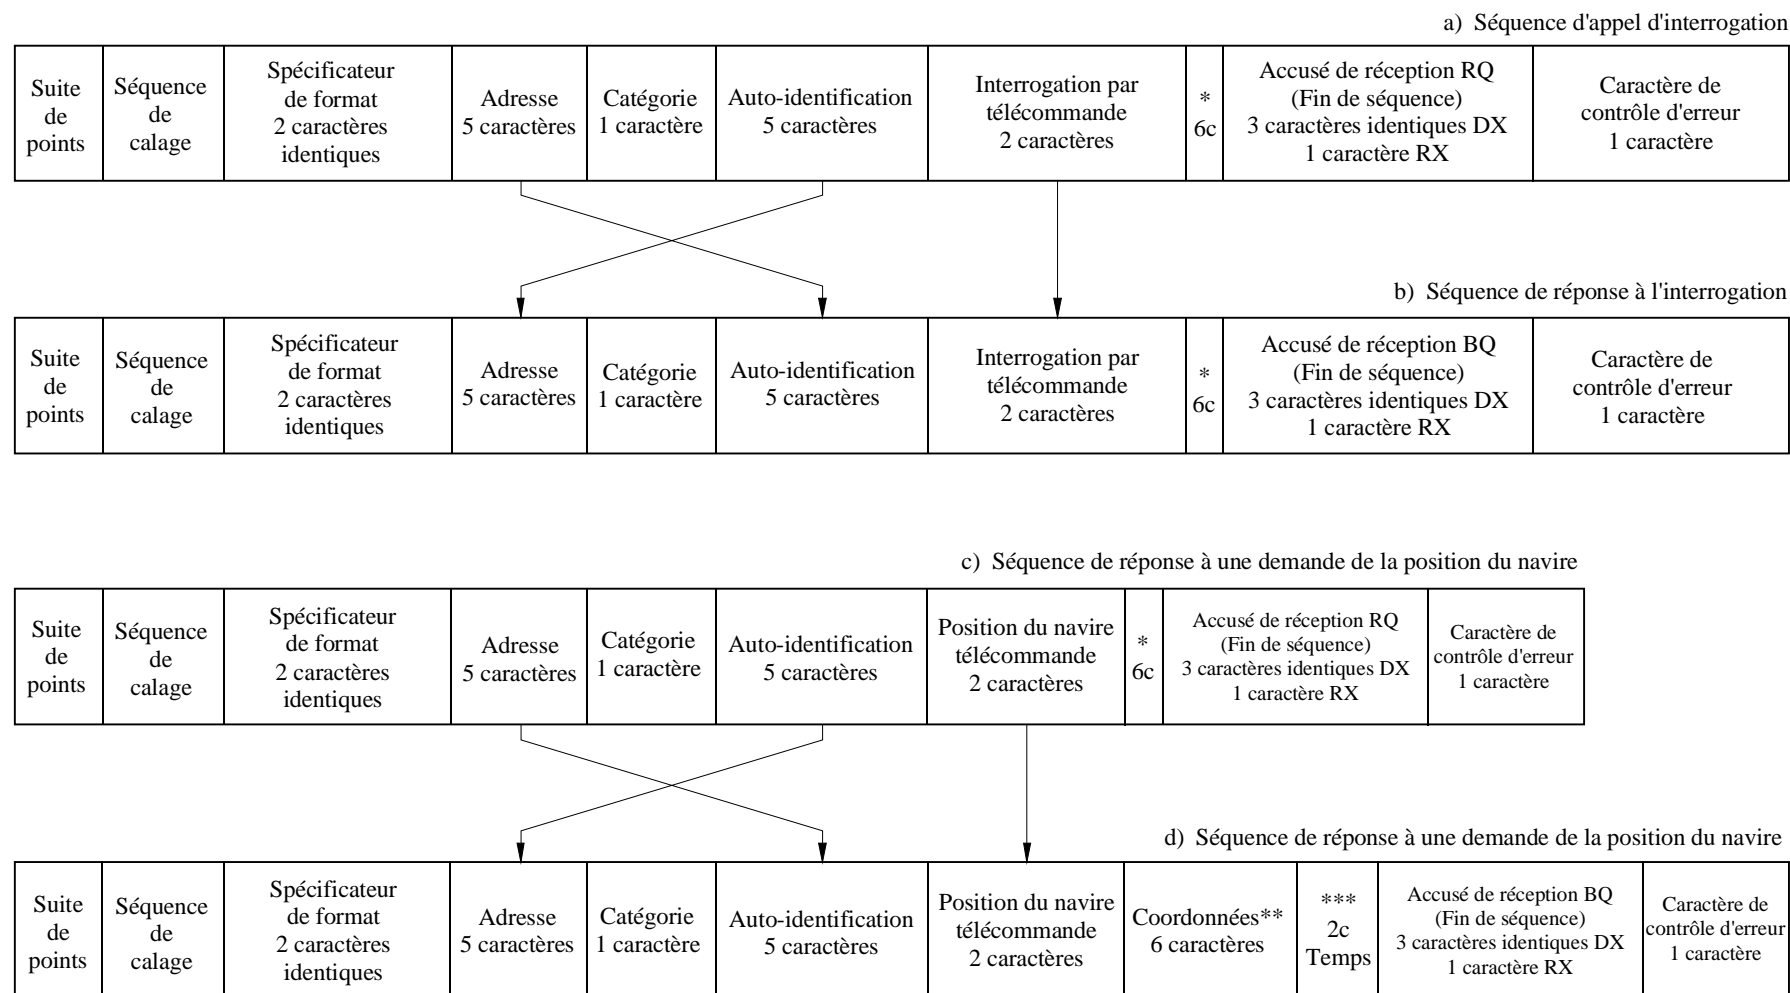 a) Séquence d'appel d'interrogation
Suite
de
points
Séquence
de
calage
Spécificateur
de format
2 caractères
identiques
Adresse
5 caractères
Catégorie
1 caractère
Auto-identification
5 caractères
Interrogation par
télécommande
2 caractères
*
6c
Accusé de réception RQ
(Fin de séquence)
3 caractères identiques DX
1 caractère RX
Caractère de
contrôle d'erreur
1 caractère
b) Séquence de réponse à l'interrogation
Suite
de
points
Séquence
de
calage
Spécificateur
de format
2 caractères
identiques
Adresse
5 caractères
Catégorie
1 caractère
Auto-identification
5 caractères
Interrogation par
télécommande
2 caractères
*
6c
Accusé de réception BQ
(Fin de séquence)
3 caractères identiques DX
1 caractère RX
Caractère de
contrôle d'erreur
1 caractère
c) Séquence de réponse à une demande de la position du navire
Suite
de
points
Séquence
de
calage
Spécificateur
de format
2 caractères
identiques
Adresse
5 caractères
Catégorie
1 caractère
Auto-identification
5 caractères
Position du navire
télécommande
2 caractères
*
6c
Accusé de réception RQ
(Fin de séquence)
3 caractères identiques DX
1 caractère RX
Caractère de
contrôle d'erreur
1 caractère
d) Séquence de réponse à une demande de la position du navire
Suite
de
points
Séquence
de
calage
Spécificateur
de format
2 caractères
identiques
Adresse
5 caractères
Catégorie
1 caractère
Auto-identification
5 caractères
Position du navire
télécommande
2 caractères
Coordonnées**
6 caractères
***
2c
Temps
Accusé de réception BQ
(Fin de séquence)
3 caractères identiques DX
1 caractère RX
Caractère de
contrôle d'erreur
1 caractère